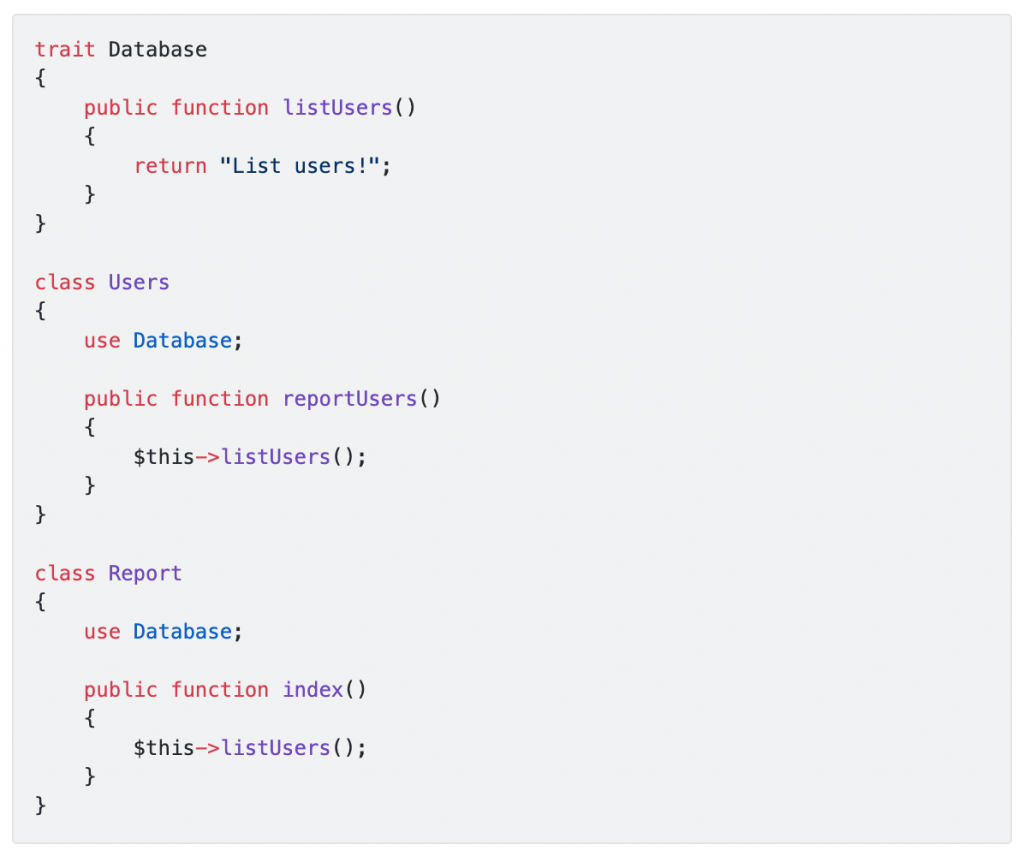 trait Database
{
    public function listUsers()
    {
        return "List users!";
    }
}

class Users
{
    use Database;

    public function reportUsers()
    {
        $this->listUsers();
    }
}

class Report
{
    use Database;

    public function index()
    {
        $this->listUsers();
    }
}